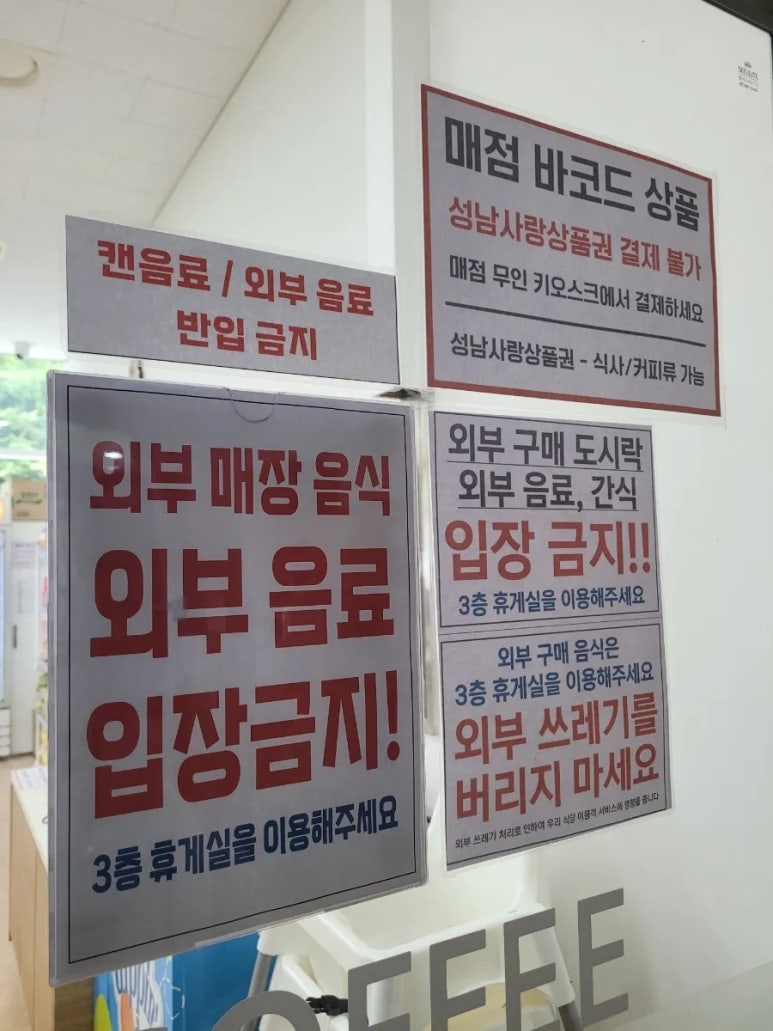 캔음료 / 외부 음료
반입 금지
외부 매장 음식
외부 음료
입장금지!
3층 휴게실을 이용해주세요
매점 바코드 상품
성남사랑상품권 결제 불가
매점 무인 키오스크에서 결제하세요
성남사랑상품권 - 식사/커피류 가능
외부 구매 도시락
외부 음료, 간식
입장 금지!!
3층 휴게실을 이용해주세요
외부 구매 음식은
3층 휴게실을 이용해주세요
외부 쓰레기를
버리지 마세요
외부 쓰레가 처리로 인하여 우리 식당 이용객 서비스에 영향을 줍니다
COFFEE